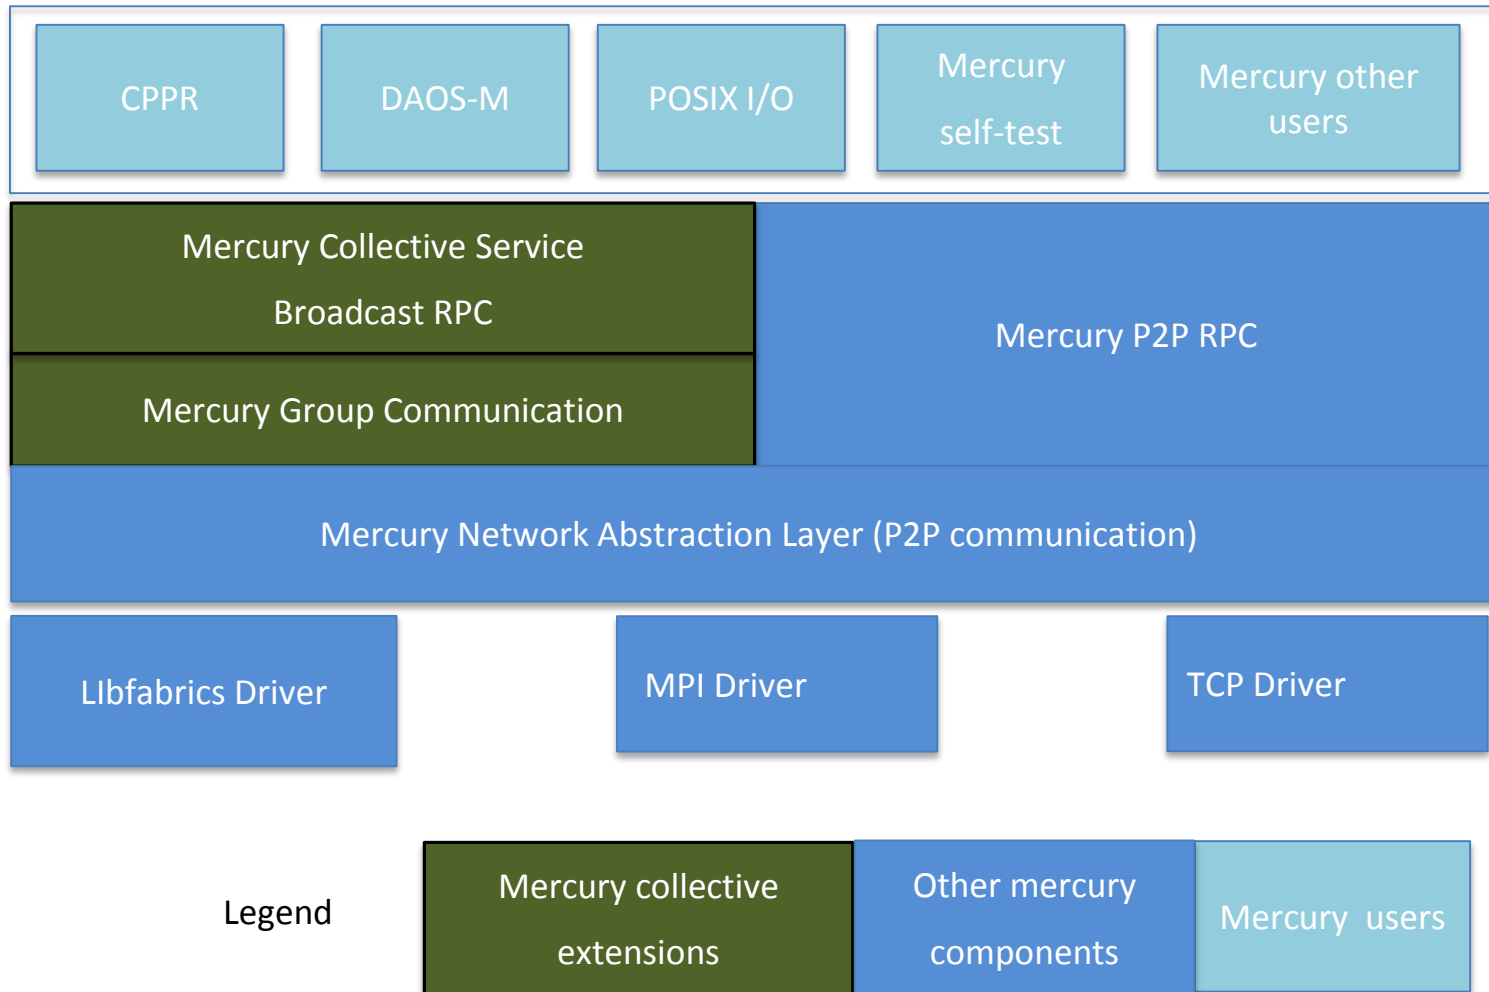 CPPR
DAOS-M
POSIX I/O
Mercury
self-test
Mercury other
users
Mercury Collective Service
Broadcast RPC
Mercury P2P RPC
Mercury Group Communication
Mercury Network Abstraction Layer (P2P communication)
LIbfabrics Driver
MPI Driver
TCP Driver
Legend
Mercury collective
extensions
Other mercury
components
Mercury users